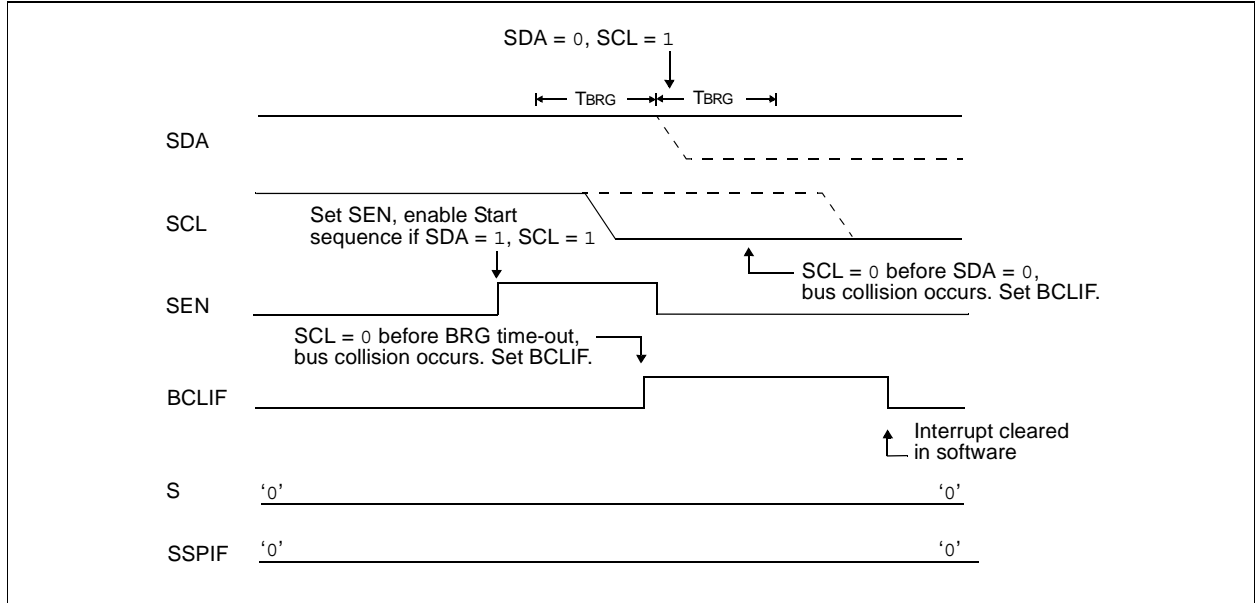 SDA = 0, SCL = 1
TBRG TBRG
SDA
SCL
Set SEN, enable Start
sequence if SDA = 1, SCL = 1
SCL = 0 before SDA = 0,
bus collision occurs. Set BCLIF.
SEN
SCL = 0 before BRG time-out,
bus collision occurs. Set BCLIF.
BCLIF
Interrupt cleared
in software
S ‘0’ ‘0’
SSPIF ‘0’ ‘0’